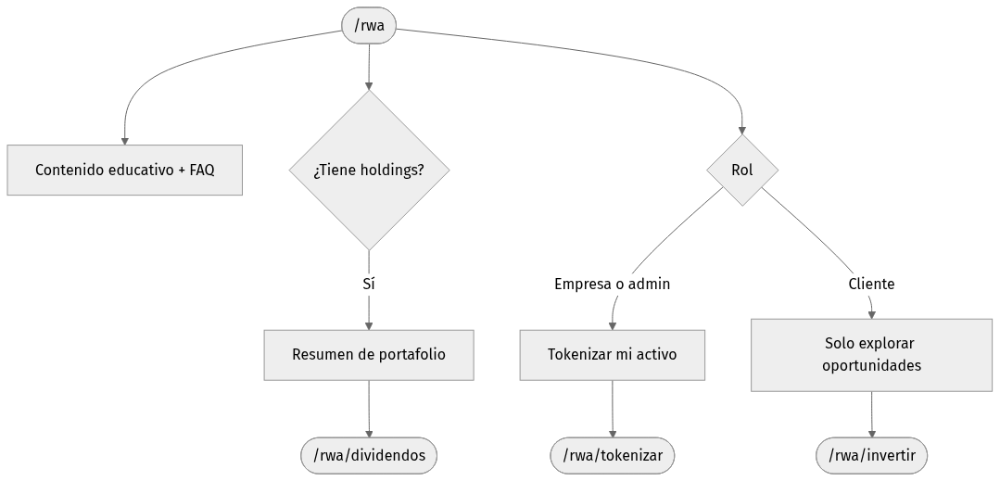 /rwa
Contenido educativo + FAQ
¿Tiene holdings?
Rol
Sí
Empresa o admin
Cliente
Resumen de portafolio
Tokenizar mi activo
Solo explorar
oportunidades
/rwa/dividendos
/rwa/tokenizar
/rwa/invertir